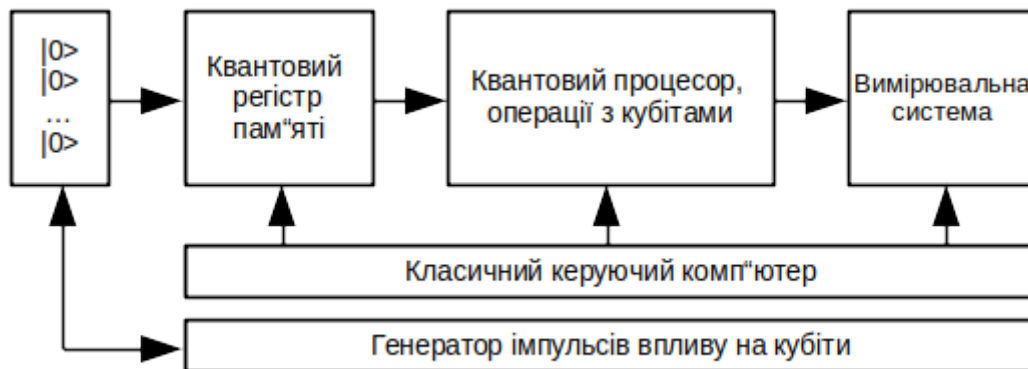 |0>
|0>
...
|0>
Квантовий
регістр
пам“яті
Квантовий процесор,
операції з кубітами
Вимірювальна
система
Класичний керуючий комп“ютер
Генератор імпульсів впливу на кубіти